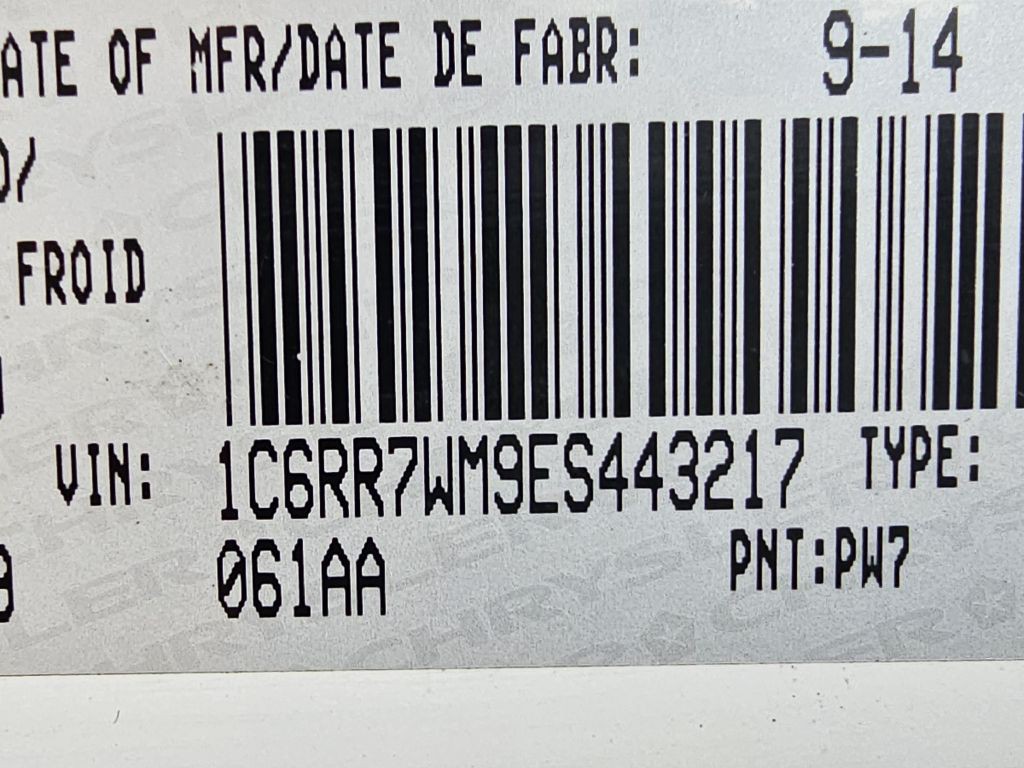 ATE OF MFR/DATE DE FABR: 9-14
O/
FROID
VIN: 1C6RR7WM9ES443217 TYPE:
061AA PNT:PW7